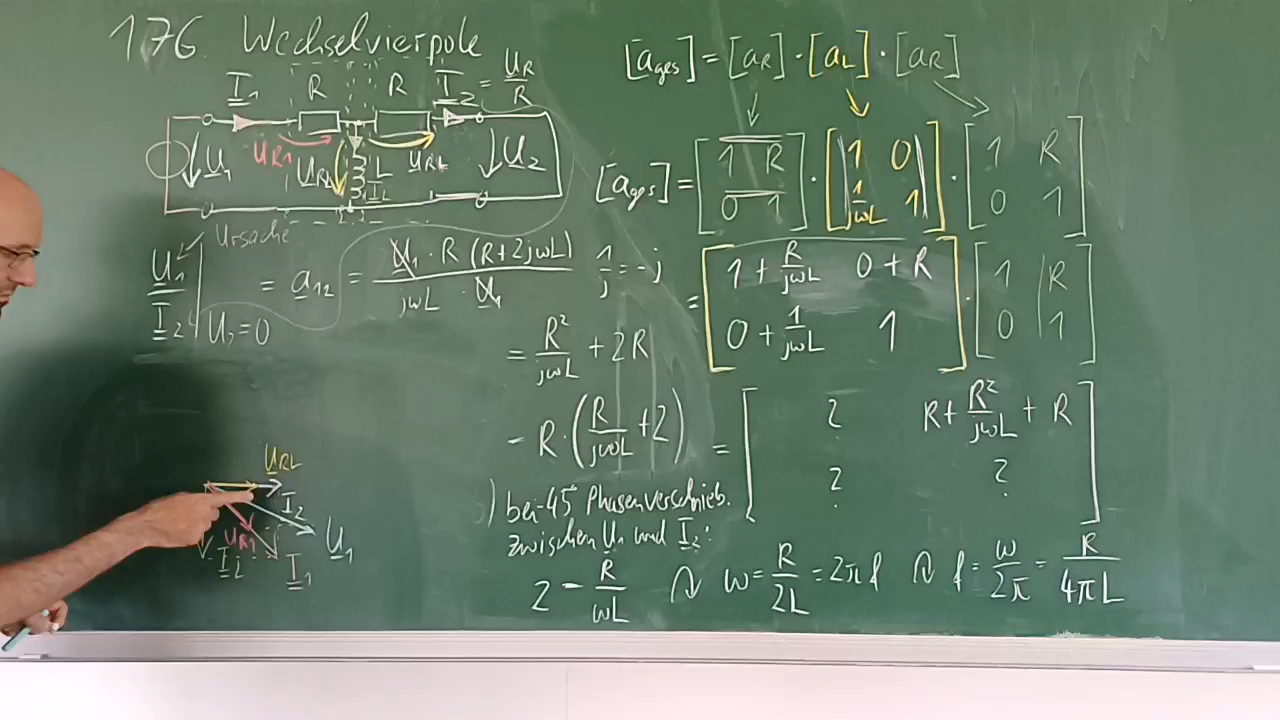 1.76 Wechselvierpole
I1 R R I2 = UR/R
U1 UR1 URL L IL URL U2
Ursache
U1/I2 | U2=0 = a12 = U1 · R (R+2jωL) / jωL · U1
1/j = -j
= R²/jωL + 2R
= R · (R/jωL + 2)
) bei -45° Phasenverschieb.
zwischen U1 und I2:
2 = R/ωL ω = R/2L = 2πf f = ω/2π = R/4πL
[ages] = [aR] · [aL] · [aR]
[ages] = [1 R; 0 1] · [1 0; 1/jωL 1] · [1 R; 0 1]
= [1 + R/jωL 0 + R; 0 + 1/jωL 1] · [1 R; 0 1]
= [? R + R²/jωL + R; ? ?]
URL
I2
UR1
IL
I1
U1